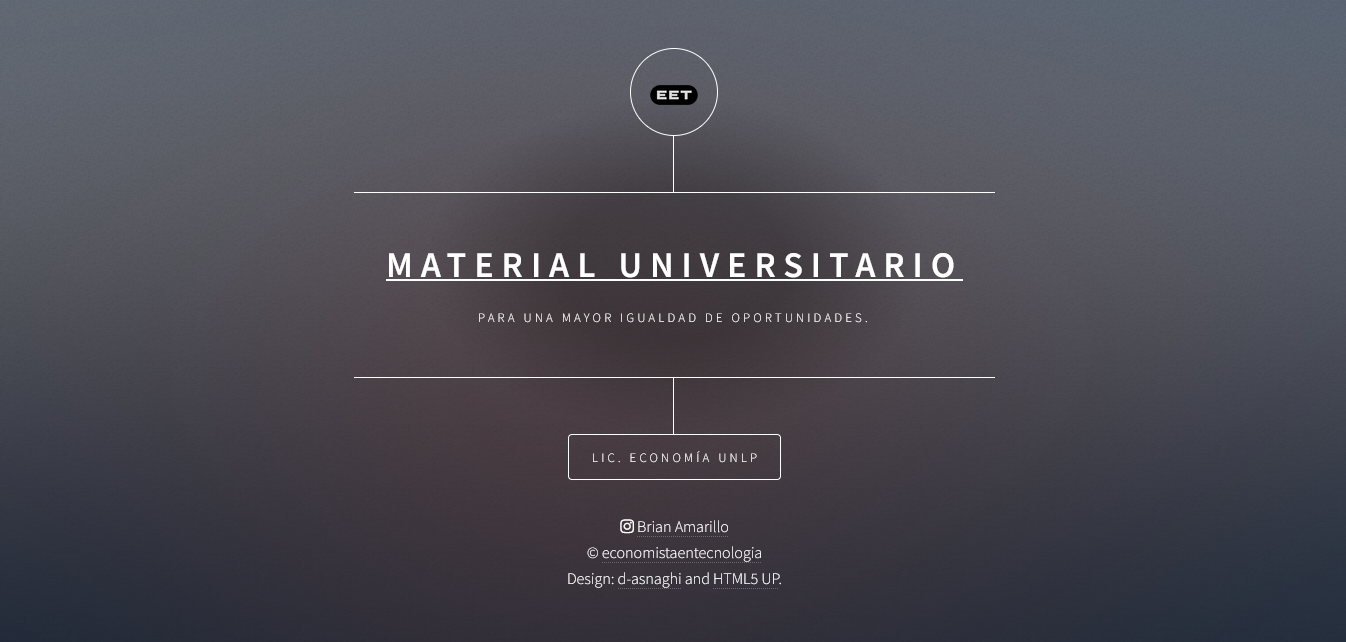 EET
MATERIAL UNIVERSITARIO
PARA UNA MAYOR IGUALDAD DE OPORTUNIDADES.
LIC. ECONOMÍA UNLP
Brian Amarillo
© economistaentecnologia
Design: d-asnaghi and HTML5 UP.